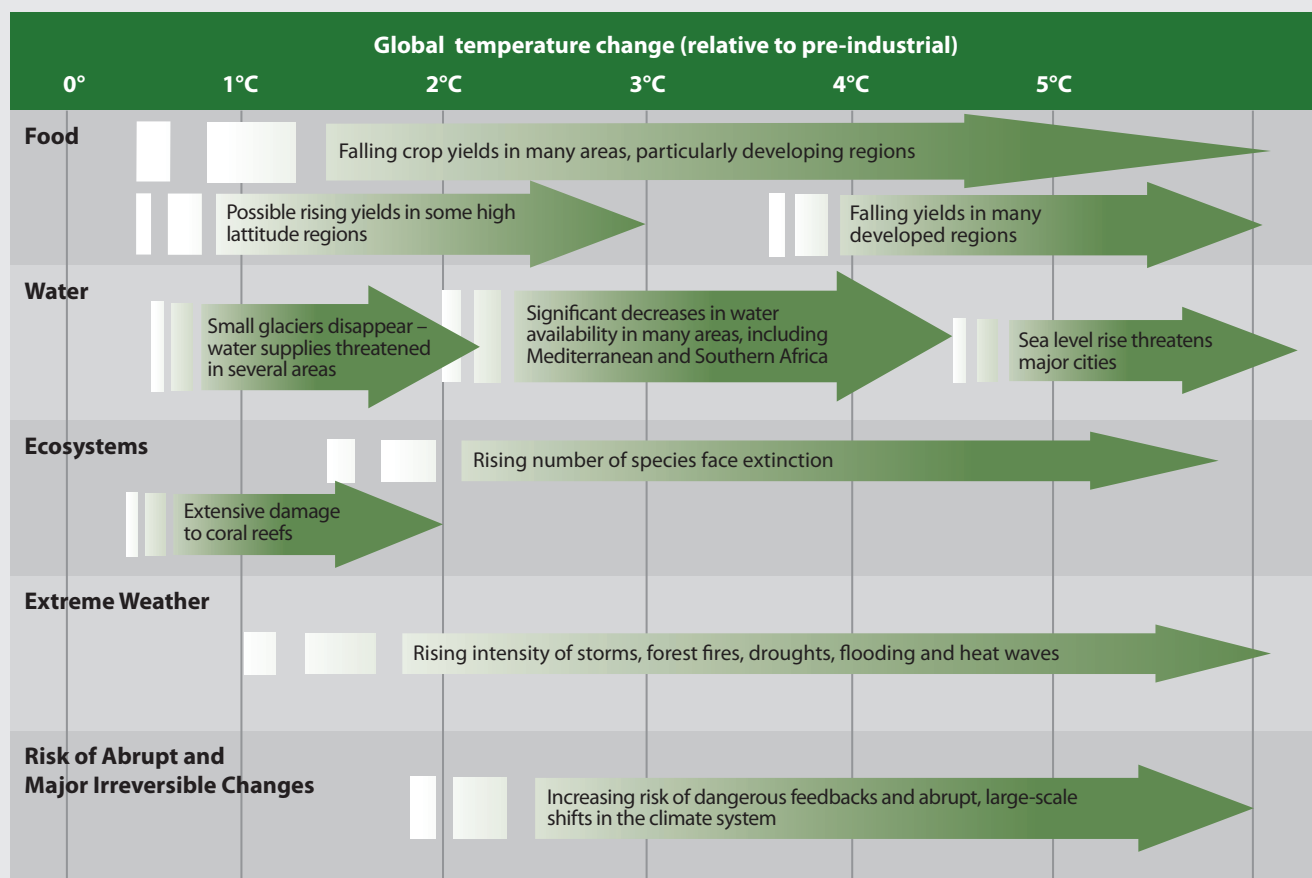 Global temperature change (relative to pre-industrial)
0° 1°C 2°C 3°C 4°C 5°C
Food
Falling crop yields in many areas, particularly developing regions
Possible rising yields in some high
lattitude regions
Falling yields in many
developed regions
Water
Small glaciers disappear –
water supplies threatened
in several areas
Significant decreases in water
availability in many areas, including
Mediterranean and Southern Africa
Sea level rise threatens
major cities
Ecosystems
Rising number of species face extinction
Extensive damage
to coral reefs
Extreme Weather
Rising intensity of storms, forest fires, droughts, flooding and heat waves
Risk of Abrupt and
Major Irreversible Changes
Increasing risk of dangerous feedbacks and abrupt, large-scale
shifts in the climate system